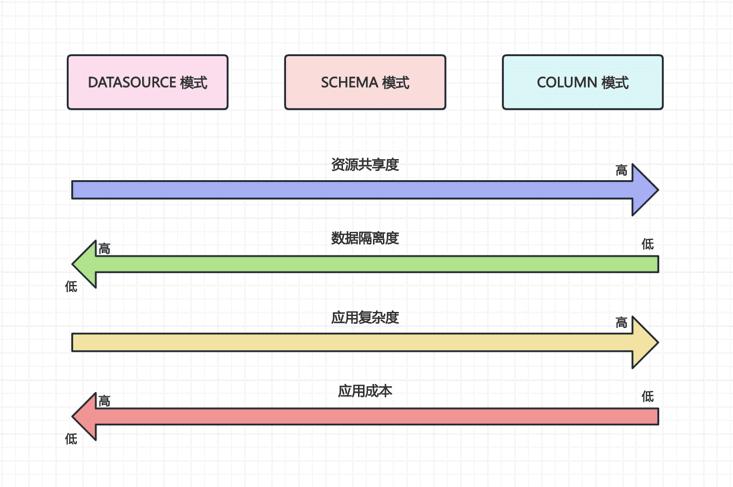 DATASOURCE 模式
SCHEMA 模式
COLUMN 模式
资源共享度
高
数据隔离度
高
低
低
应用复杂度
高
应用成本
高
低
低